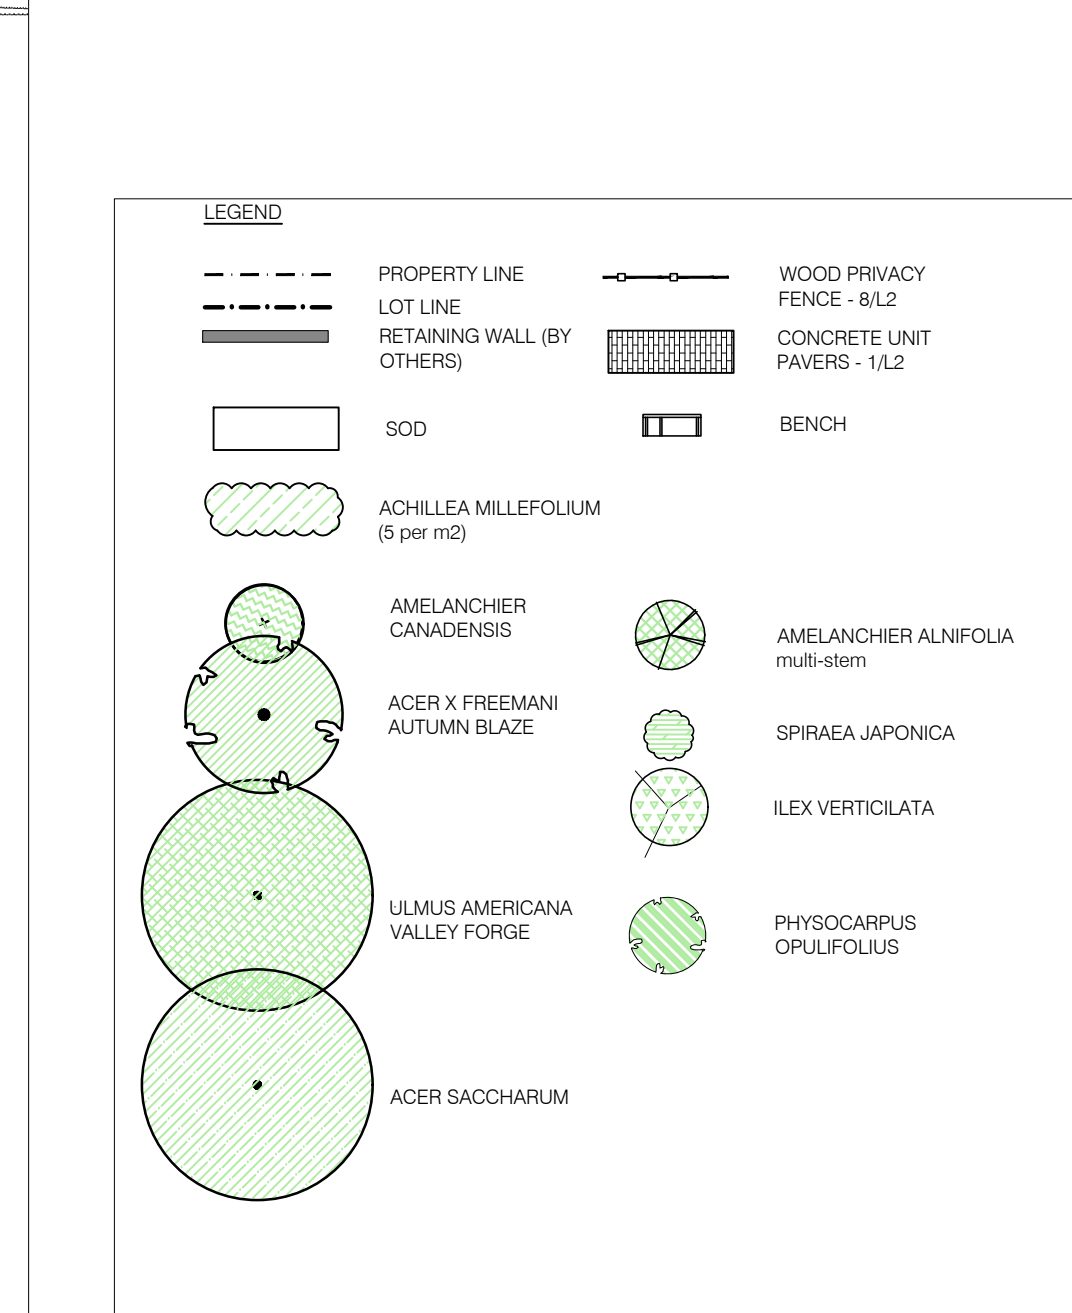 LEGEND
PROPERTY LINE
LOT LINE
RETAINING WALL (BY
OTHERS)
SOD
ACHILLEA MILLEFOLIUM
(5 per m2)
AMELANCHIER
CANADENSIS
ACER X FREEMANI
AUTUMN BLAZE
ULMUS AMERICANA
VALLEY FORGE
ACER SACCHARUM
WOOD PRIVACY
FENCE - 8/L2
CONCRETE UNIT
PAVERS - 1/L2
BENCH
AMELANCHIER ALNIFOLIA
multi-stem
SPIRAEA JAPONICA
ILEX VERTICILATA
PHYSOCARPUS
OPULIFOLIUS